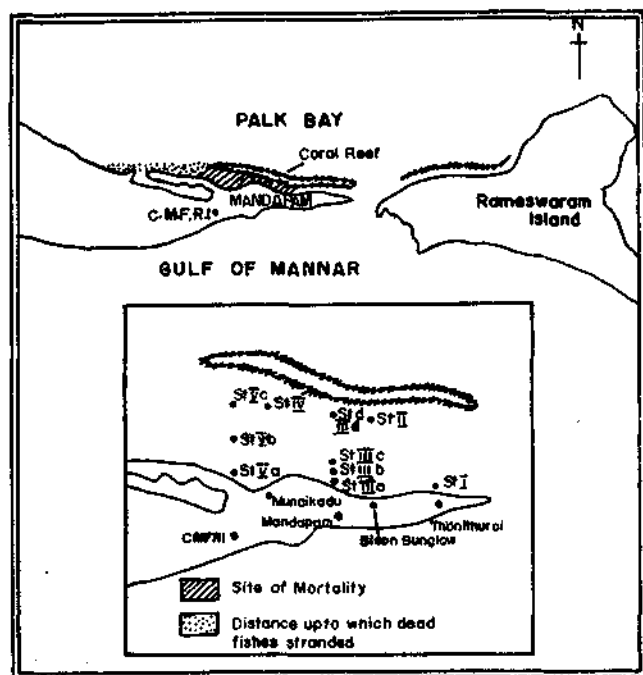 N
PALK BAY
Coral Reef
C.M.F.R.I
MANDAPAM
Rameswaram
Island
GULF OF MANNAR
St V c
St IV
St d
III d
St II
St V b
St III c
St III b
St V a
St III a
St I
Munaikadu
Mandapam
Thonithurai
CMFRI
Bunglow
Site of Mortality
Distance upto which dead
fishes stranded